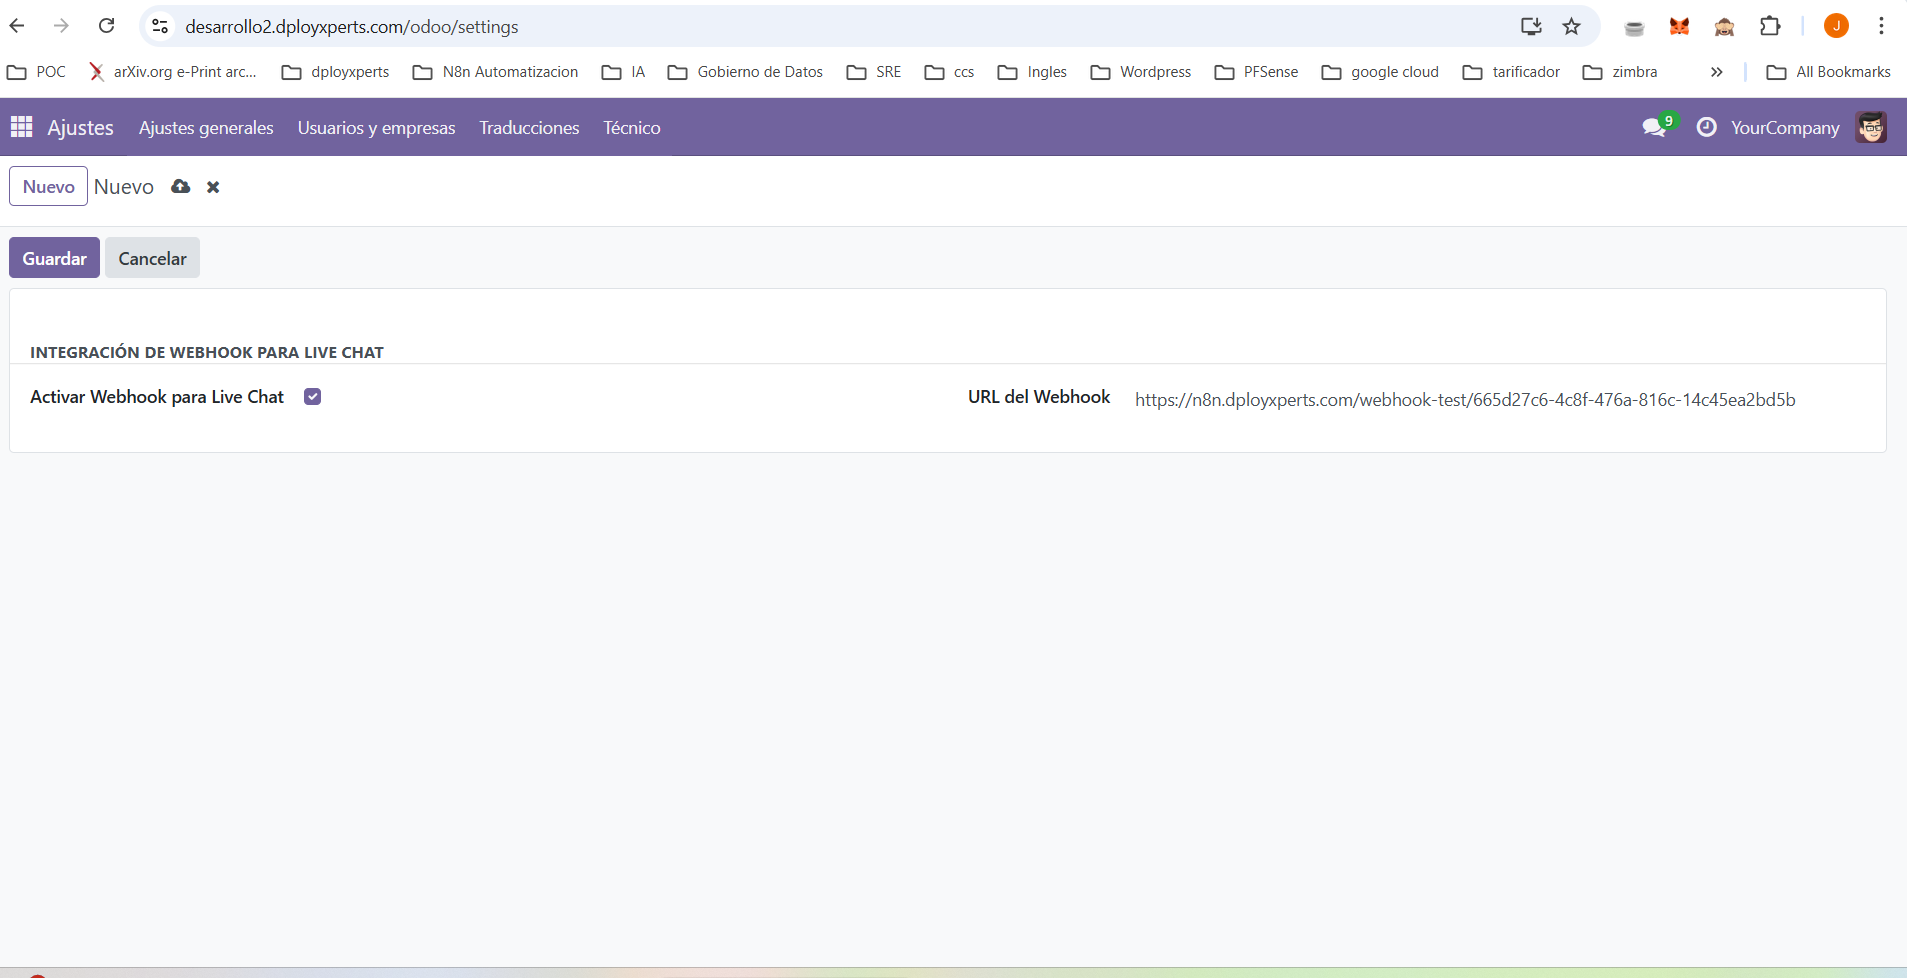 desarrollo2.dployxperts.com/odoo/settings
J
POC arXiv.org e-Print arc... dployxperts N8n Automatizacion IA Gobierno de Datos SRE ccs Ingles Wordpress PFSense google cloud tarificador zimbra » All Bookmarks
Ajustes Ajustes generales Usuarios y empresas Traducciones Técnico 9 YourCompany
Nuevo Nuevo
Guardar Cancelar
INTEGRACIÓN DE WEBHOOK PARA LIVE CHAT
Activar Webhook para Live Chat URL del Webhook https://n8n.dployxperts.com/webhook-test/665d27c6-4c8f-476a-816c-14c45ea2bd5b